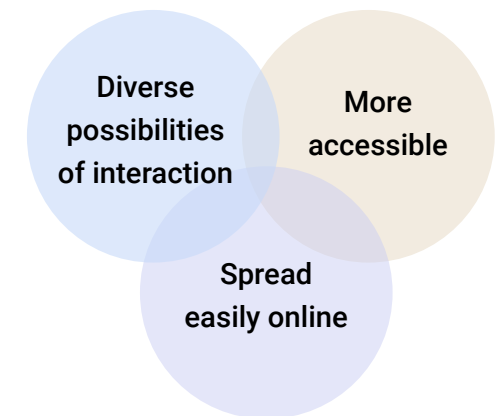 Diverse
possibilities
of interaction
More
accessible
Spread
easily online